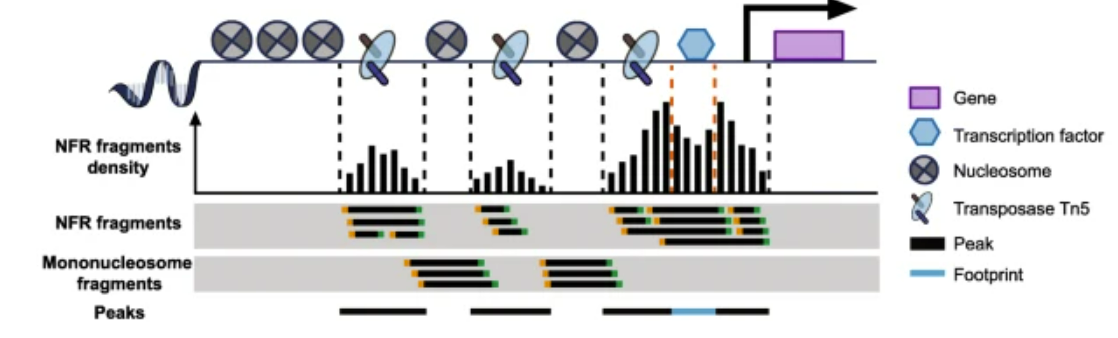 NFR fragments
density
NFR fragments
Mononucleosome
fragments
Peaks
Gene
Transcription factor
Nucleosome
Transposase Tn5
Peak
Footprint